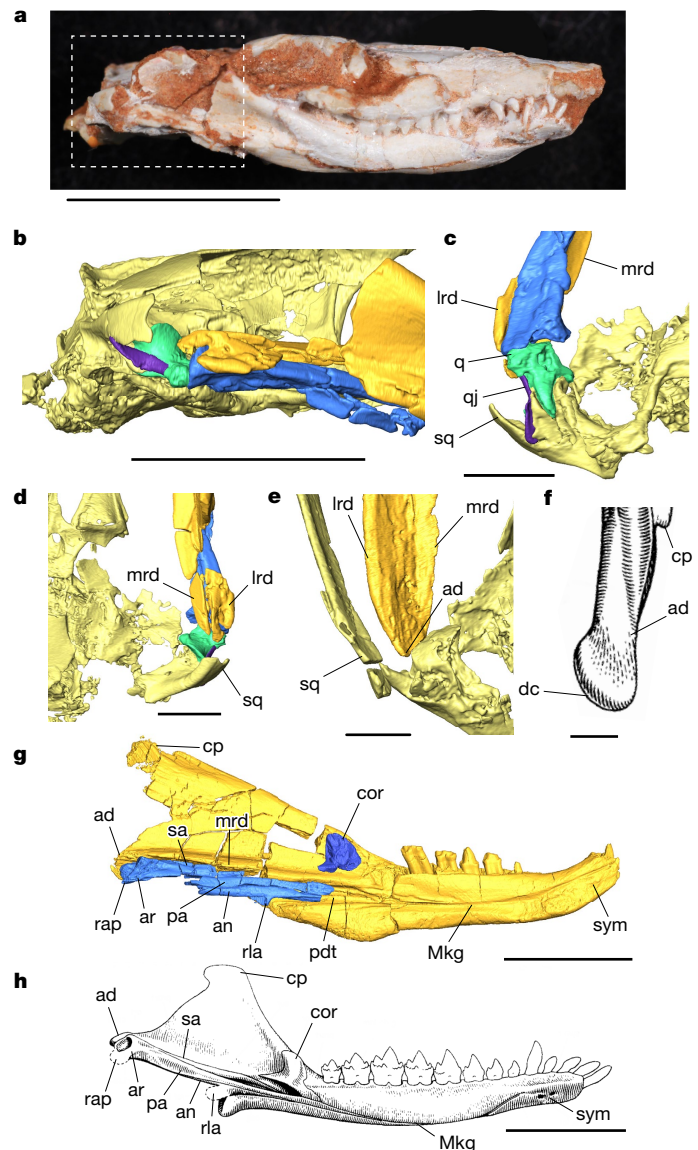 a
b
c
mrd
lrd
q
qj
sq
d
mrd
lrd
sq
e
lrd
mrd
ad
sq
f
cp
ad
dc
g
cp
cor
ad
sa
mrd
rap
ar
pa
an
rla
pdt
Mkg
sym
h
cp
ad
sa
cor
rap
ar
pa
an
rla
sym
Mkg